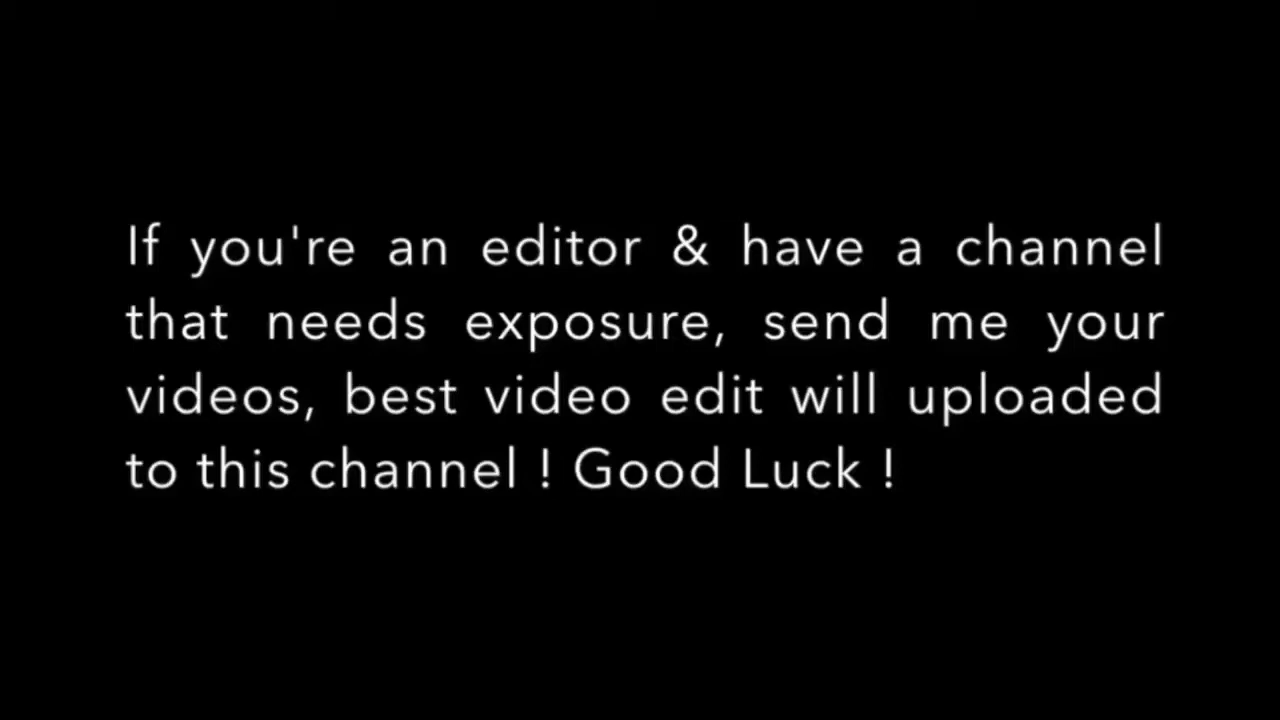 If you're an editor & have a channel
that needs exposure, send me your
videos, best video edit will uploaded
to this channel ! Good Luck !